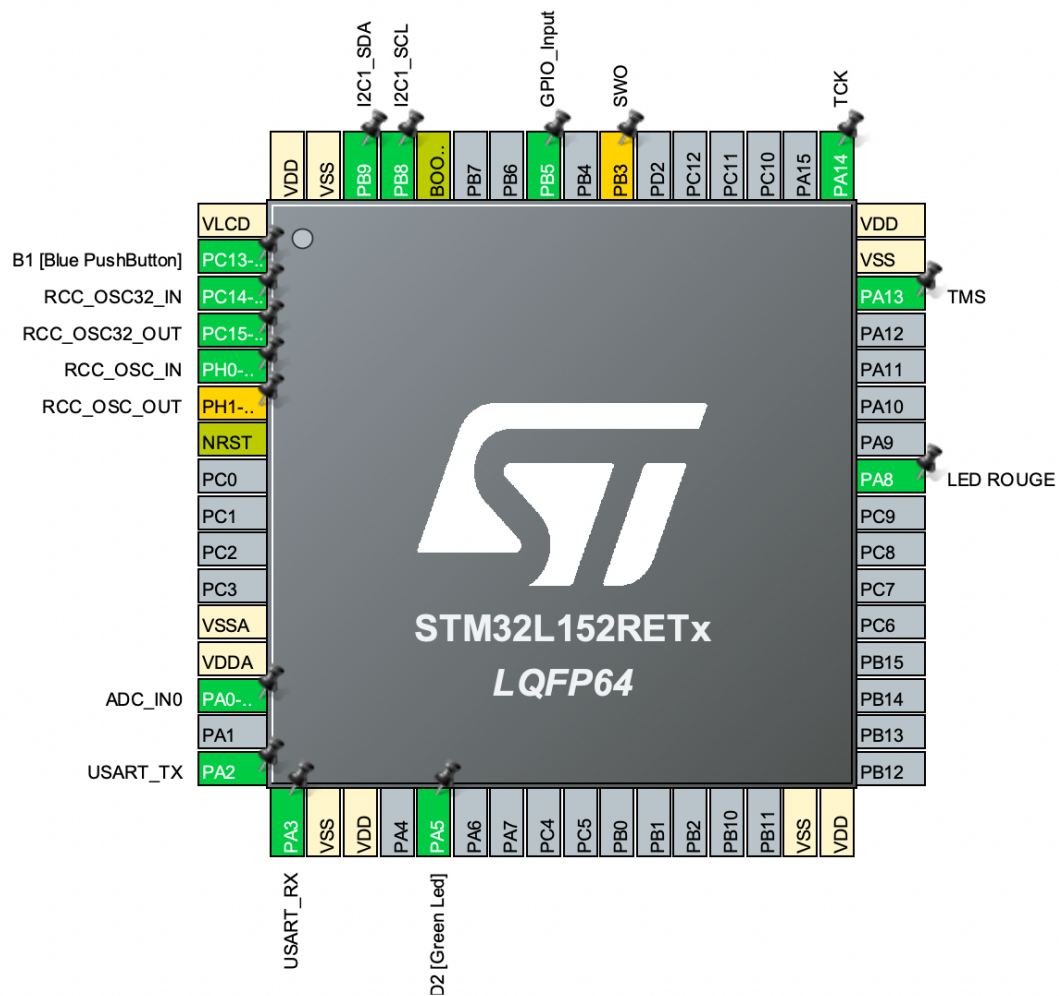 I2C1_SDA
I2C1_SCL
GPIO_Input
SWO
TCK
VDD
VSS
PB9
PB8
BOO..
PB7
PB6
PB5
PB4
PB3
PD2
PC12
PC11
PC10
PA15
PA14
VLCD
B1 [Blue PushButton] PC13-..
RCC_OSC32_IN PC14-..
RCC_OSC32_OUT PC15-..
RCC_OSC_IN PH0-..
RCC_OSC_OUT PH1-..
NRST
PC0
PC1
PC2
PC3
VSSA
VDDA
ADC_IN0 PA0-..
PA1
USART_TX PA2
VDD
VSS
PA13 TMS
PA12
PA11
PA10
PA9
PA8 LED ROUGE
PC9
PC8
PC7
PC6
PB15
PB14
PB13
PB12
ST
STM32L152RETx
LQFP64
PA3
VSS
VDD
PA4
PA5
PA6
PA7
PC4
PC5
PB0
PB1
PB2
PB10
PB11
VSS
VDD
USART_RX
D2 [Green Led]